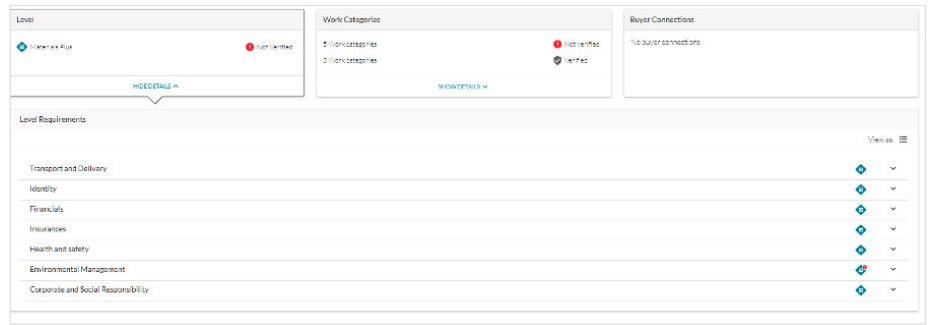 Level
Materials Plus
Not Verified
HIDE DETAILS
Work Categories
5 Work categories
Not verified
3 Work categories
Verified
SHOW DETAILS
Buyer Connections
No buyer connections
Level Requirements
View as
Transport and Delivery
Identity
Financials
Insurances
Health and safety
Environmental Management
Corporate and Social Responsibility